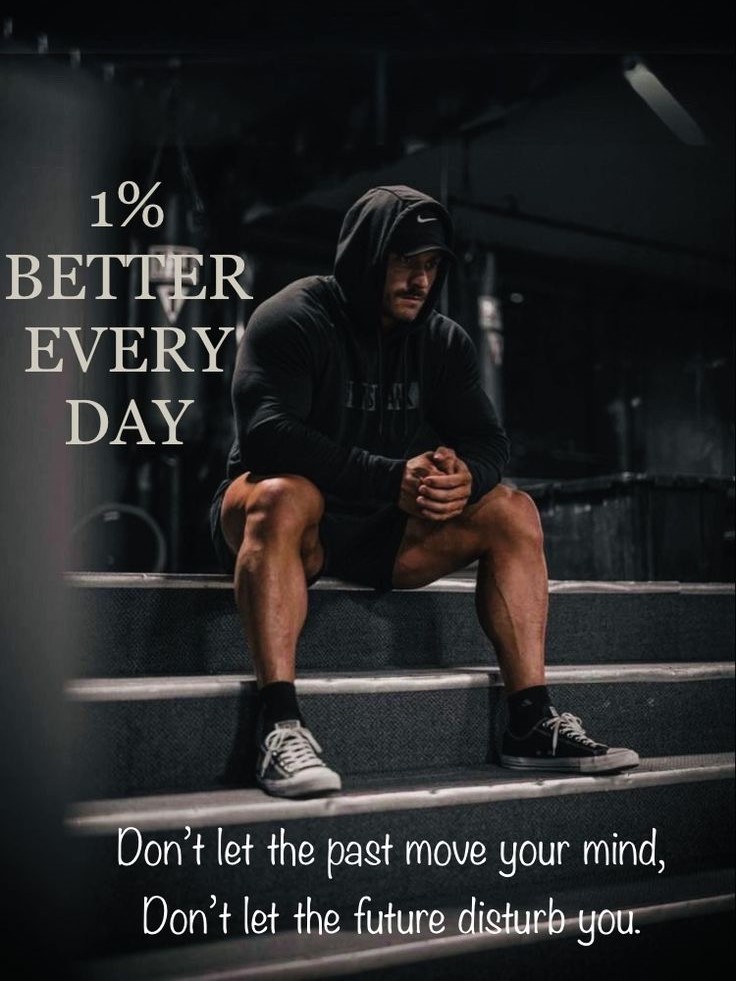 1%
BETTER
EVERY
DAY
Don't let the past move your mind,
Don't let the future disturb you.